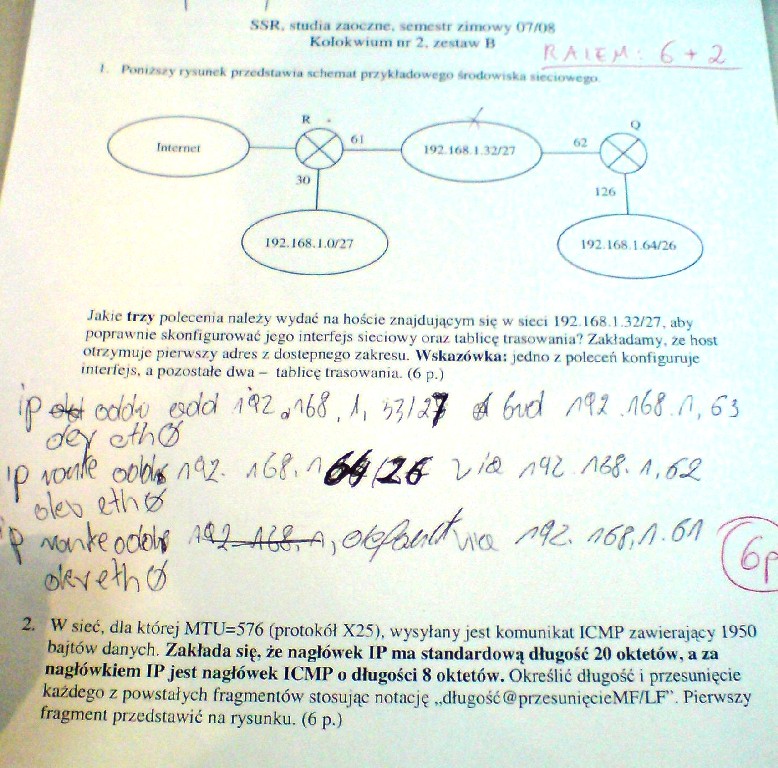 SSR, studia zaoczne, semestr zimowy 07/08
Kolokwium nr 2, zestaw B
RAZEM: 6 + 2
1. Poniższy rysunek przedstawia schemat przykładowego środowiska sieciowego.
R Q
Internet 61 192.168.1.32/27 62
30 126
192.168.1.0/27 192.168.1.64/26
Jakie trzy polecenia należy wydać na hoście znajdującym się w sieci 192.168.1.32/27, aby
poprawnie skonfigurować jego interfejs sieciowy oraz tablicę trasowania? Zakładamy, że host
otrzymuje pierwszy adres z dostępnego zakresu. Wskazówka: jedno z poleceń konfiguruje
interfejs, a pozostałe dwa – tablicę trasowania. (6 p.)
ip addr add 192.168.1.33/27 brd 192.168.1.63
dev eth0
ip route 192.168.1.64/26 via 192.168.1.62
dev eth0
ip route 192.168.1, default via 192.168.1.61
dev eth0
6p
2. W sieć, dla której MTU=576 (protokół X25), wysyłany jest komunikat ICMP zawierający 1950
bajtów danych. Zakłada się, że nagłówek IP ma standardową długość 20 oktetów, a za
nagłówkiem IP jest nagłówek ICMP o długości 8 oktetów. Określić długość i przesunięcie
każdego z powstałych fragmentów stosując notację „długość@przesunięcieMF/LF”. Pierwszy
fragment przedstawić na rysunku. (6 p.)